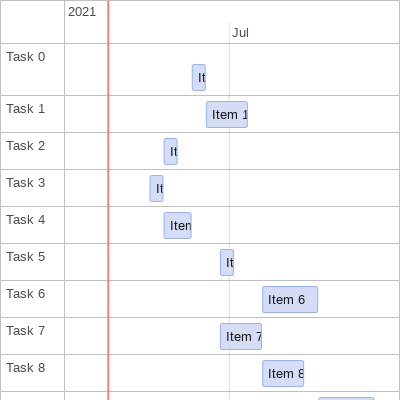 2021
Jul
Task 0
It
Task 1
Item 1
Task 2
It
Task 3
It
Task 4
Iten
Task 5
It
Task 6
Item 6
Task 7
Item 7
Task 8
Item 8